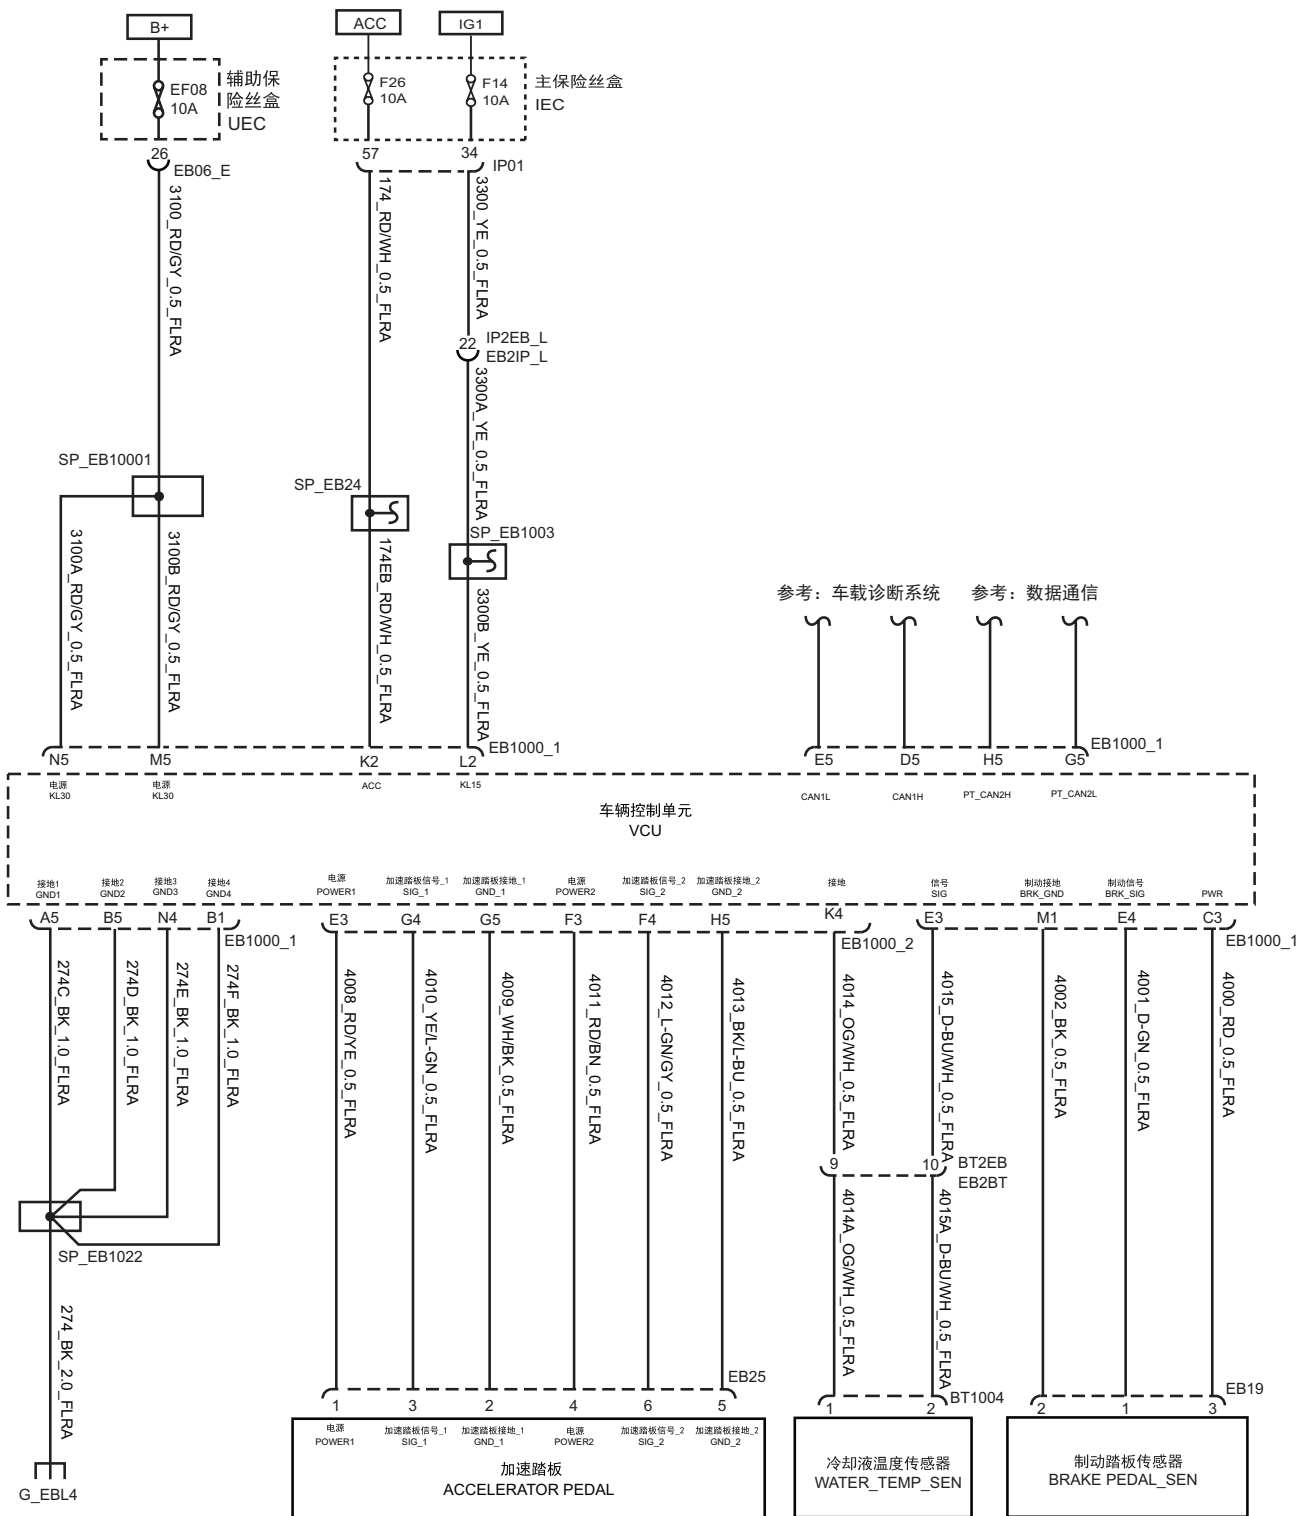 B+
ACC
IG1
EF08
10A
辅助保
险丝盒
UEC
F26
10A
F14
10A
主保险丝盒
IEC
26
EB06_E
57
34
IP01
3100_RD/GY_0.5_FLRA
174_RD/WH_0.5_FLRA
3300_YE_0.5_FLRA
22
IP2EB_L
EB2IP_L
3300A_YE_0.5_FLRA
SP_EB10001
SP_EB24
SP_EB1003
3100A_RD/GY_0.5_FLRA
3100B_RD/GY_0.5_FLRA
174EB_RD/WH_0.5_FLRA
3300B_YE_0.5_FLRA
参考：车载诊断系统
参考：数据通信
N5
M5
K2
L2
EB1000_1
E5
D5
H5
G5
EB1000_1
电源
KL30
电源
KL30
ACC
KL15
CAN1L
CAN1H
PT_CAN2H
PT_CAN2L
车辆控制单元
VCU
接地1
GND1
接地2
GND2
接地3
GND3
接地4
GND4
电源
POWER1
加速踏板信号_1
SIG_1
加速踏板接地_1
GND_1
电源
POWER2
加速踏板信号_2
SIG_2
加速踏板接地_2
GND_2
接地
信号
SIG
制动接地
BRK_GND
制动信号
BRK_SIG
PWR
A5
B5
N4
B1
EB1000_1
E3
G4
G5
F3
F4
H5
K4
EB1000_2
E3
M1
E4
C3
EB1000_1
274C_BK_1.0_FLRA
274D_BK_1.0_FLRA
274E_BK_1.0_FLRA
274F_BK_1.0_FLRA
4008_RD/YE_0.5_FLRA
4010_YE/L-GN_0.5_FLRA
4009_WH/BK_0.5_FLRA
4011_RD/BN_0.5_FLRA
4012_L-GN/GY_0.5_FLRA
4013_BK/L-BU_0.5_FLRA
4014_OG/WH_0.5_FLRA
4015_D-BU/WH_0.5_FLRA
4002_BK_0.5_FLRA
4001_D-GN_0.5_FLRA
4000_RD_0.5_FLRA
9
10
BT2EB
EB2BT
4014A_OG/WH_0.5_FLRA
4015A_D-BU/WH_0.5_FLRA
SP_EB1022
274_BK_2.0_FLRA
G_EBL4
EB25
1
3
2
4
6
5
电源
POWER1
加速踏板信号_1
SIG_1
加速踏板接地_1
GND_1
电源
POWER2
加速踏板信号_2
SIG_2
加速踏板接地_2
GND_2
加速踏板
ACCELERATOR PEDAL
BT1004
1
2
冷却液温度传感器
WATER_TEMP_SEN
EB19
2
1
3
制动踏板传感器
BRAKE PEDAL_SEN